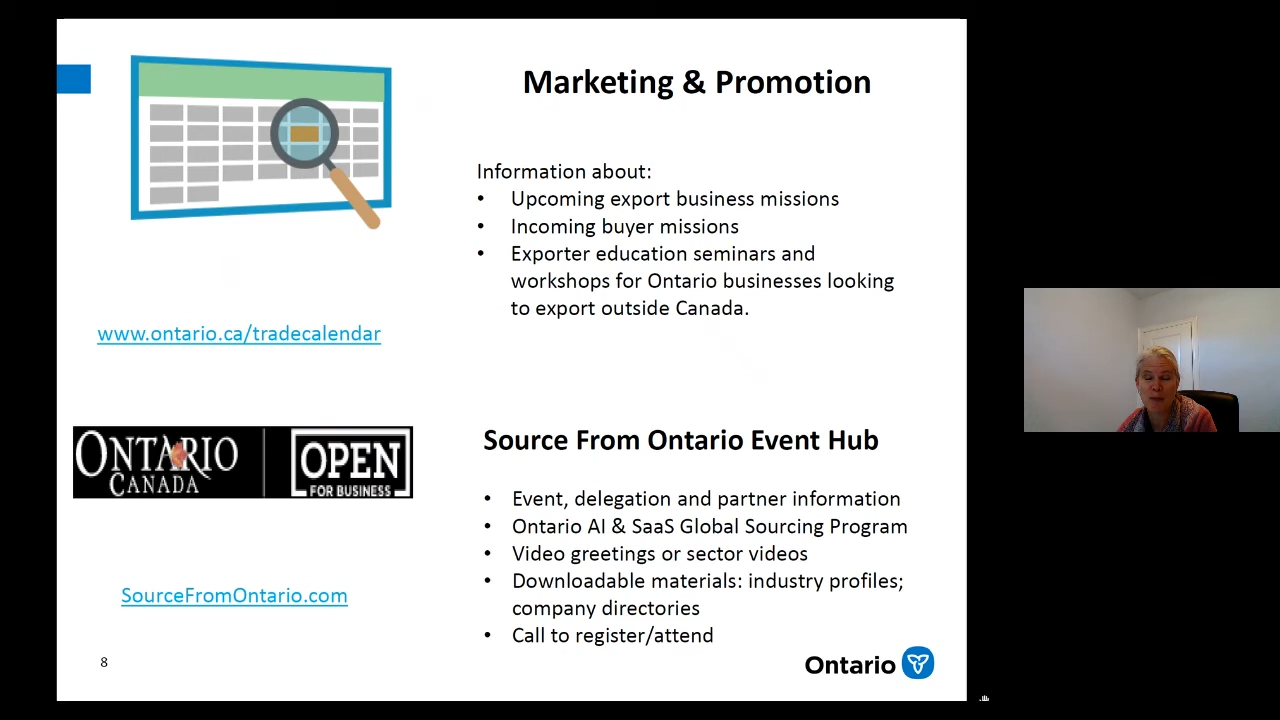 Marketing & Promotion
Information about:
• Upcoming export business missions
• Incoming buyer missions
• Exporter education seminars and
workshops for Ontario businesses looking
to export outside Canada.
www.ontario.ca/tradecalendar
ONTARIO
CANADA
OPEN
FOR BUSINESS
Source From Ontario Event Hub
• Event, delegation and partner information
• Ontario AI & SaaS Global Sourcing Program
• Video greetings or sector videos
• Downloadable materials: industry profiles;
company directories
• Call to register/attend
SourceFromOntario.com
8
Ontario